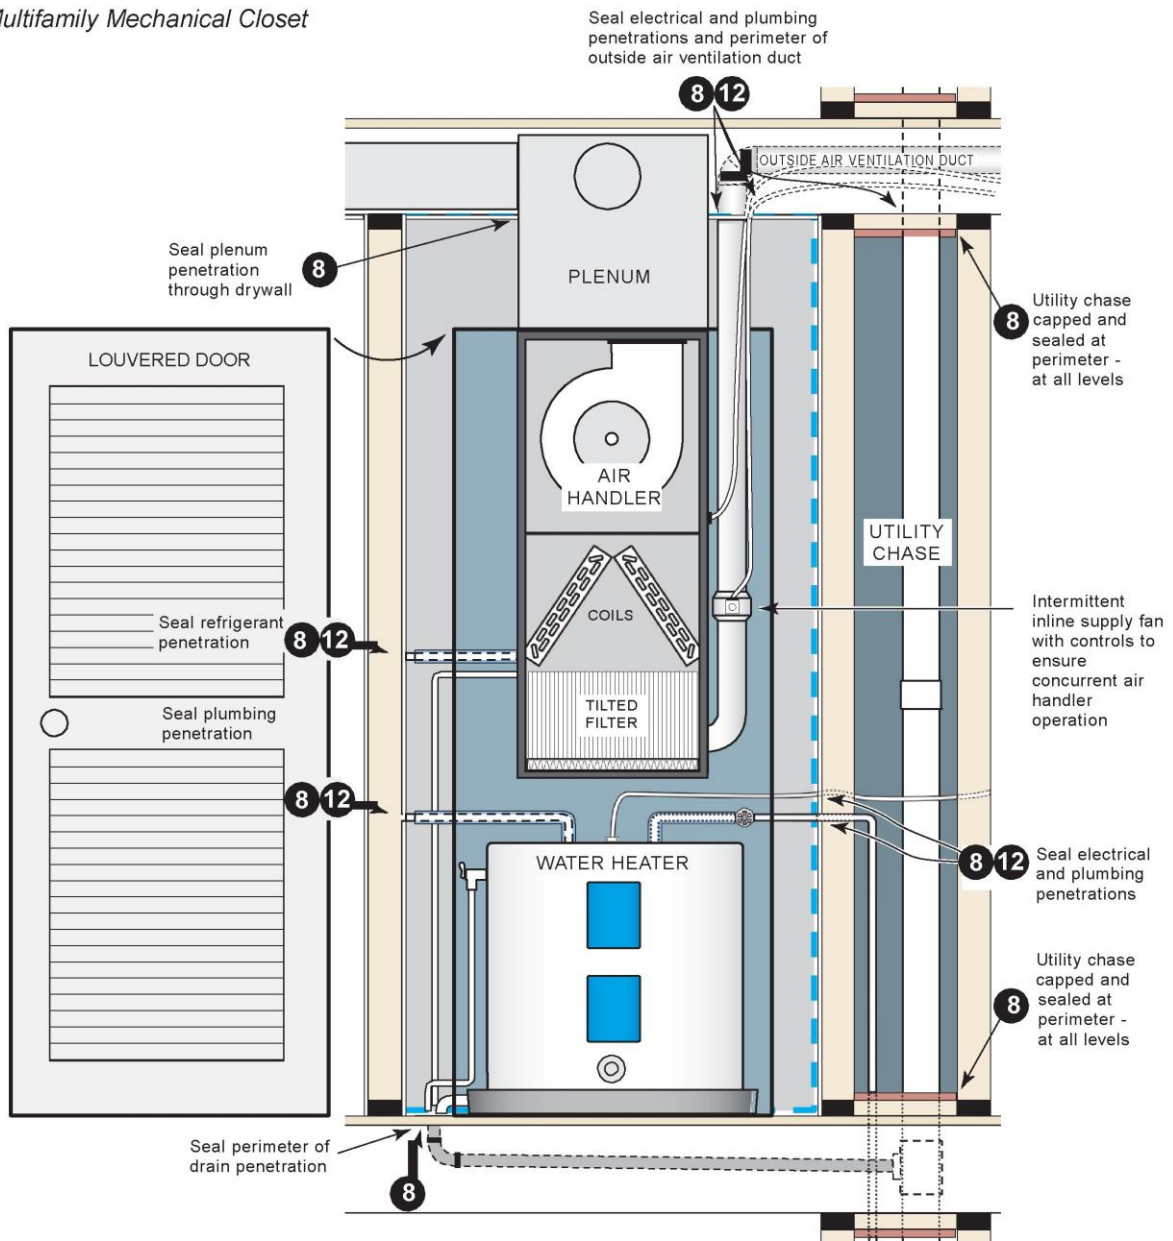 Multifamily Mechanical Closet
Seal electrical and plumbing
penetrations and perimeter of
outside air ventilation duct
8 12
OUTSIDE AIR VENTILATION DUCT
Seal plenum
penetration
through drywall
8
PLENUM
8
Utility chase
capped and
sealed at
perimeter -
at all levels
LOUVERED DOOR
AIR
HANDLER
UTILITY
CHASE
COILS
Intermittent
inline supply fan
with controls to
ensure
concurrent air
handler
operation
Seal refrigerant
penetration
8 12
TILTED
FILTER
Seal plumbing
penetration
8 12
WATER HEATER
8 12
Seal electrical
and plumbing
penetrations
8
Utility chase
capped and
sealed at
perimeter -
at all levels
Seal perimeter of
drain penetration
8